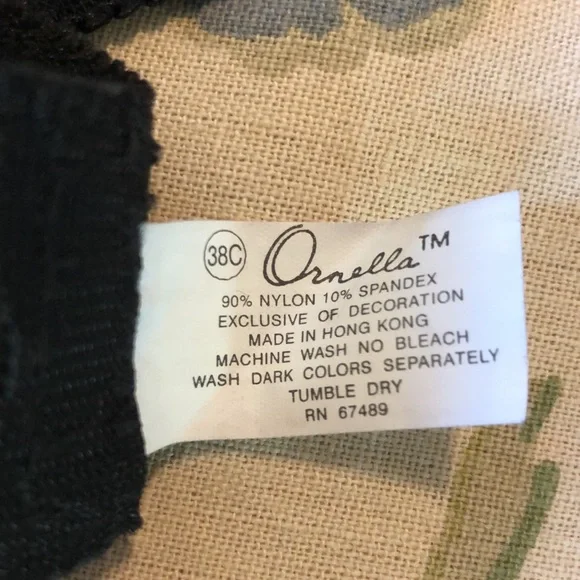 38C Ornella™
90% NYLON 10% SPANDEX
EXCLUSIVE OF DECORATION
MADE IN HONG KONG
MACHINE WASH NO BLEACH
WASH DARK COLORS SEPARATELY
TUMBLE DRY
RN 67489